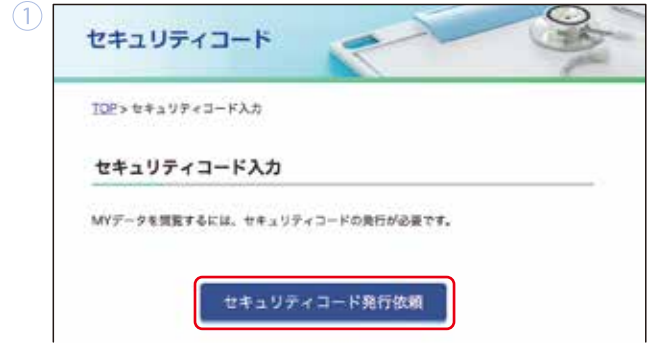 ①
セキュリティコード
TOP > セキュリティコード入力
セキュリティコード入力
MYデータを閲覧するには、セキュリティコードの発行が必要です。
セキュリティコード発行依頼